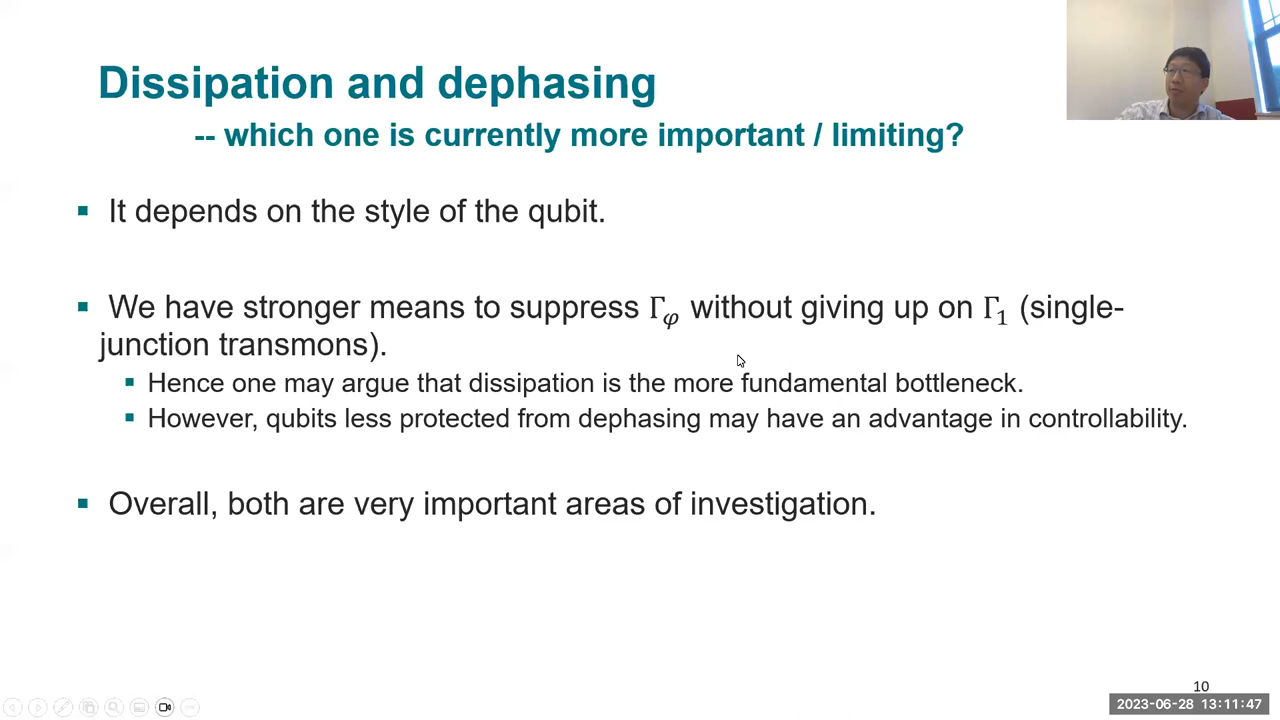 Dissipation and dephasing
-- which one is currently more important / limiting?
▪ It depends on the style of the qubit.
▪ We have stronger means to suppress Γφ without giving up on Γ1 (single-
junction transmons).
▪ Hence one may argue that dissipation is the more fundamental bottleneck.
▪ However, qubits less protected from dephasing may have an advantage in controllability.
▪ Overall, both are very important areas of investigation.
10
2023-06-28 13:11:47